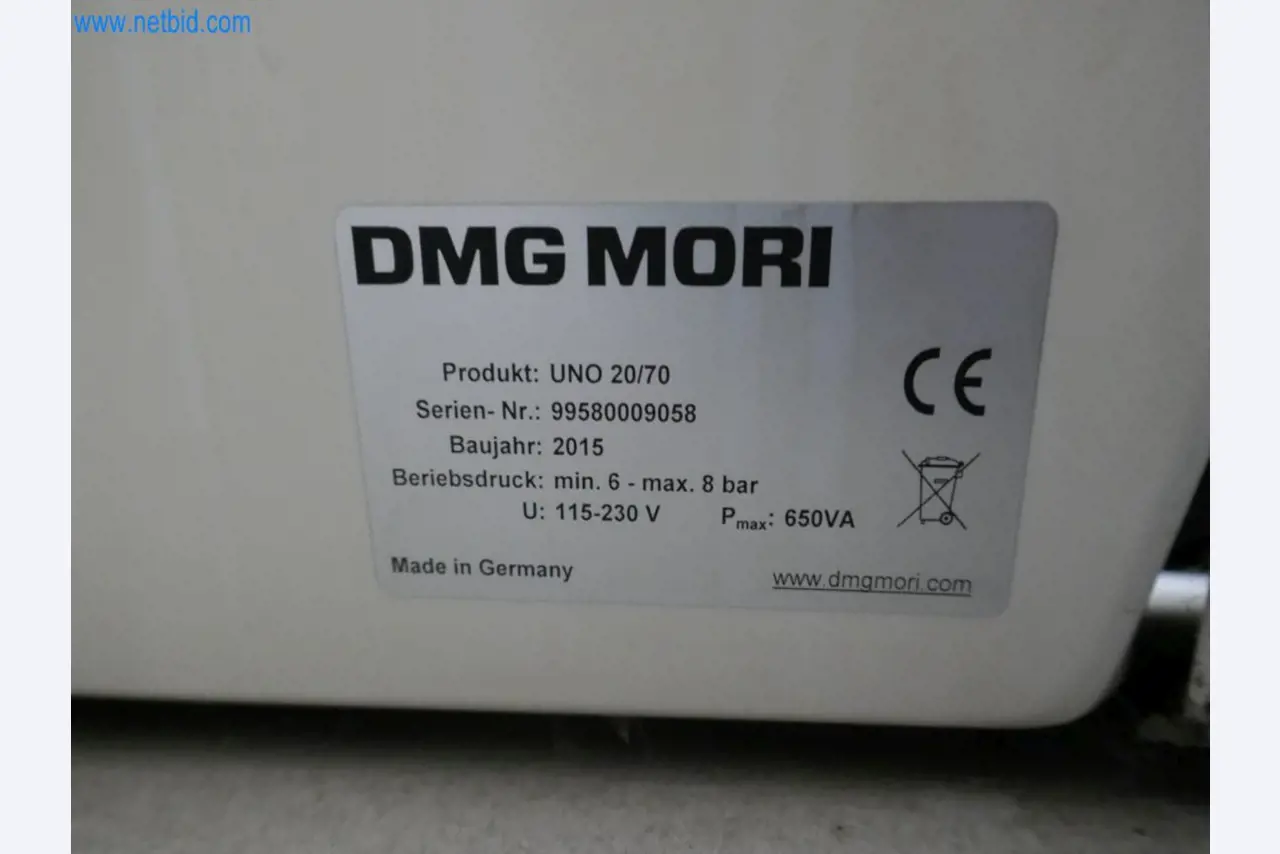 www.netbid.com
DMG MORI
Produkt: UNO 20/70
Serien- Nr.: 99580009058
Baujahr: 2015
Beriebsdruck: min. 6 - max. 8 bar
U: 115-230 V Pmax: 650VA
Made in Germany
www.dmgmori.com
CE